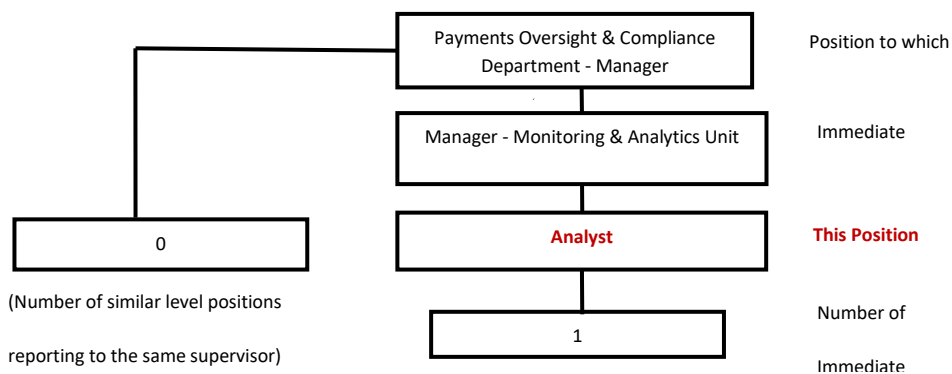 Payments Oversight & Compliance
Department - Manager
Position to which
Manager - Monitoring & Analytics Unit
Immediate
0
Analyst
This Position
(Number of similar level positions
reporting to the same supervisor)
1
Number of
Immediate